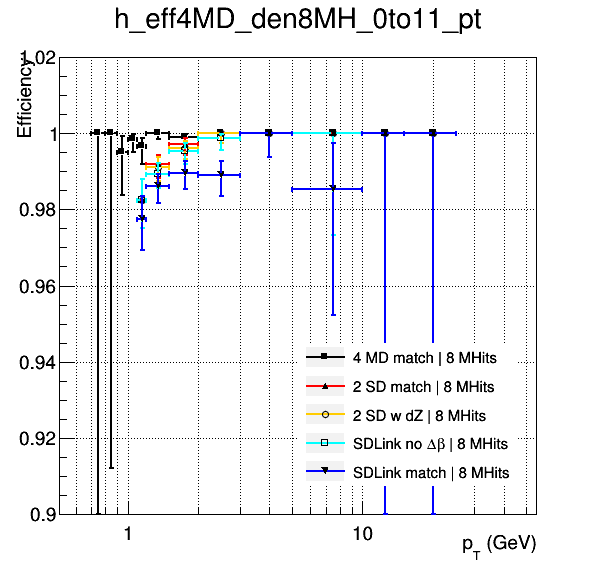 h_eff4MD_den8MH_0to11_pt
Efficiency
1.02
1
0.98
0.96
0.94
0.92
0.9
4 MD match | 8 MHits
2 SD match | 8 MHits
2 SD w dZ | 8 MHits
SDLink no Δβ | 8 MHits
SDLink match | 8 MHits
1
10
p_T (GeV)